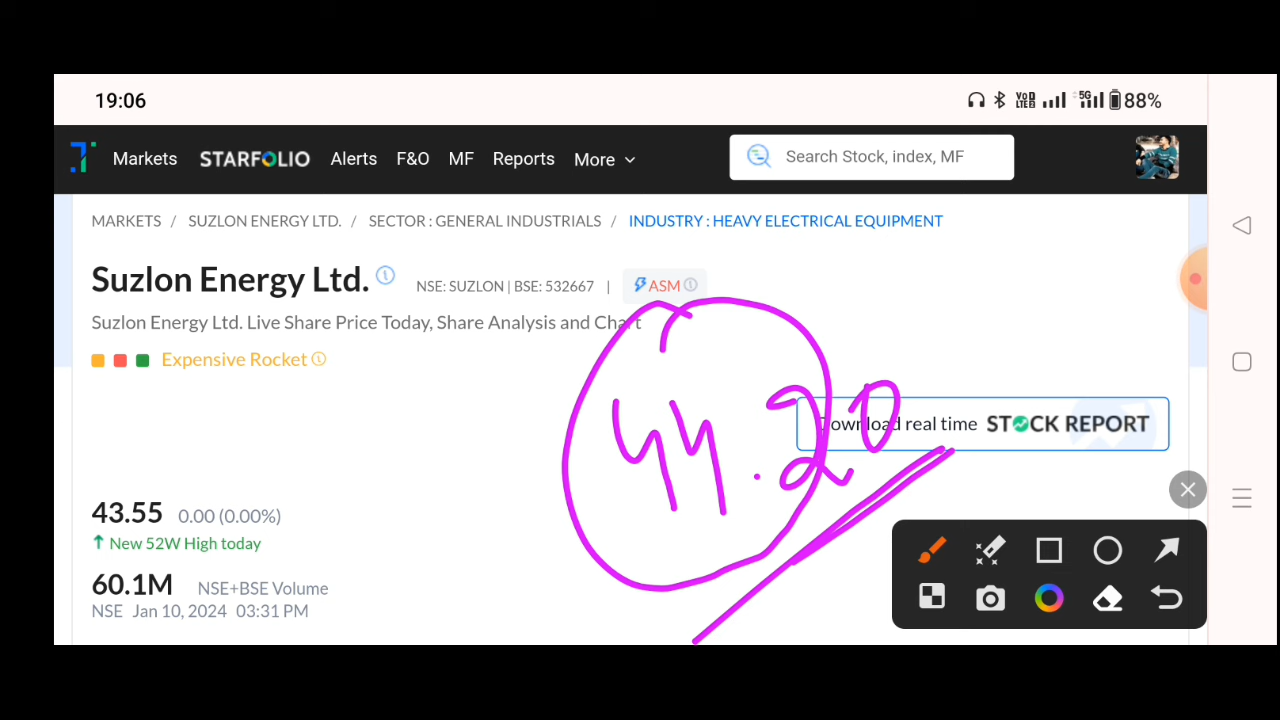 19:06 VoD LTED 5G 88%
Markets STARFOLIO Alerts F&O MF Reports More Search Stock, index, MF
MARKETS / SUZLON ENERGY LTD. / SECTOR : GENERAL INDUSTRIALS / INDUSTRY : HEAVY ELECTRICAL EQUIPMENT
Suzlon Energy Ltd. NSE: SUZLON | BSE: 532667 | ASM
Suzlon Energy Ltd. Live Share Price Today, Share Analysis and Chart
Expensive Rocket
44.20
Download real time STOCK REPORT
43.55 0.00 (0.00%)
New 52W High today
60.1M NSE+BSE Volume
NSE Jan 10, 2024 03:31 PM